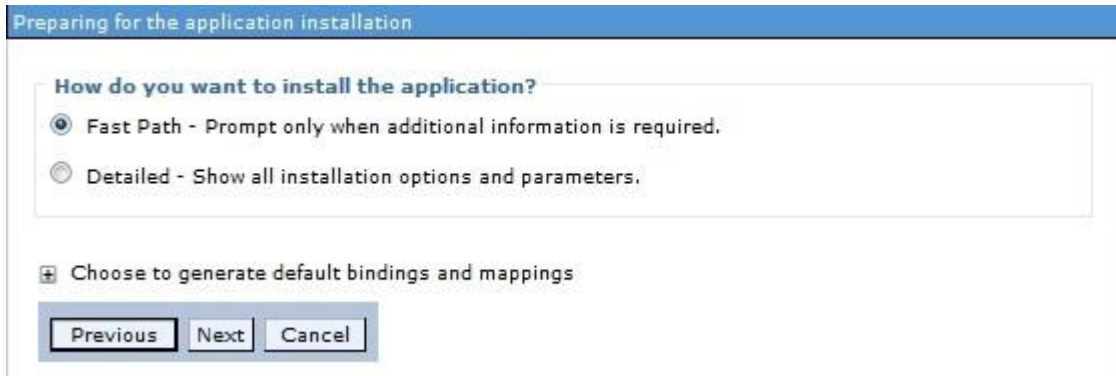 Preparing for the application installation
How do you want to install the application?
Fast Path - Prompt only when additional information is required.
Detailed - Show all installation options and parameters.
Choose to generate default bindings and mappings
Previous Next Cancel